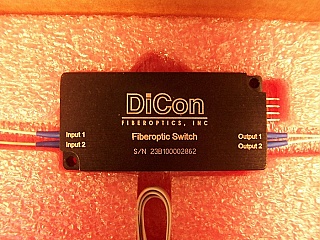 DiCon
FIBEROPTICS, INC
Fiberoptic Switch
S/N 23B100002862
Input 1
Input 2
Output 1
Output 2